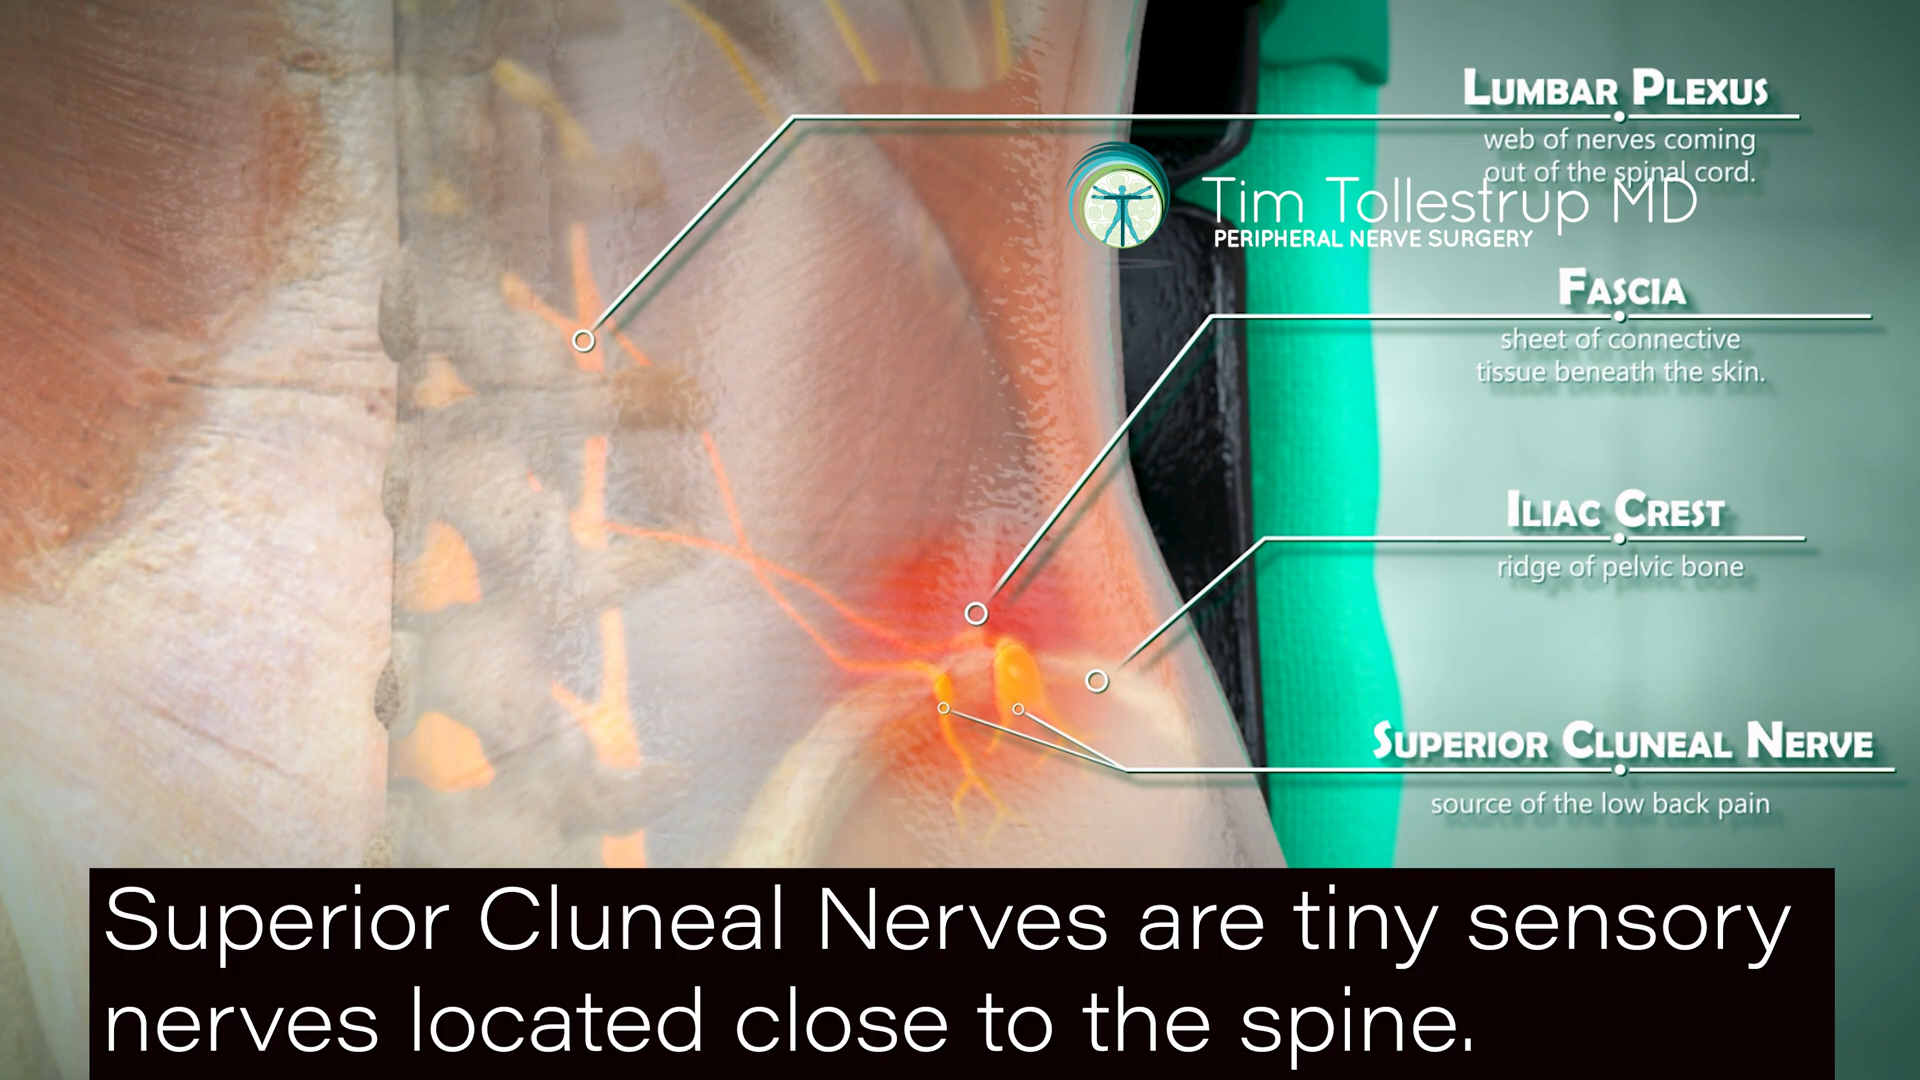 LUMBAR PLEXUS
web of nerves coming
out of the spinal cord.
Tim Tollestrup MD
PERIPHERAL NERVE SURGERY
FASCIA
sheet of connective
tissue beneath the skin.
ILIAC CREST
ridge of pelvic bone
SUPERIOR CLUNEAL NERVE
source of the low back pain
Superior Cluneal Nerves are tiny sensory
nerves located close to the spine.